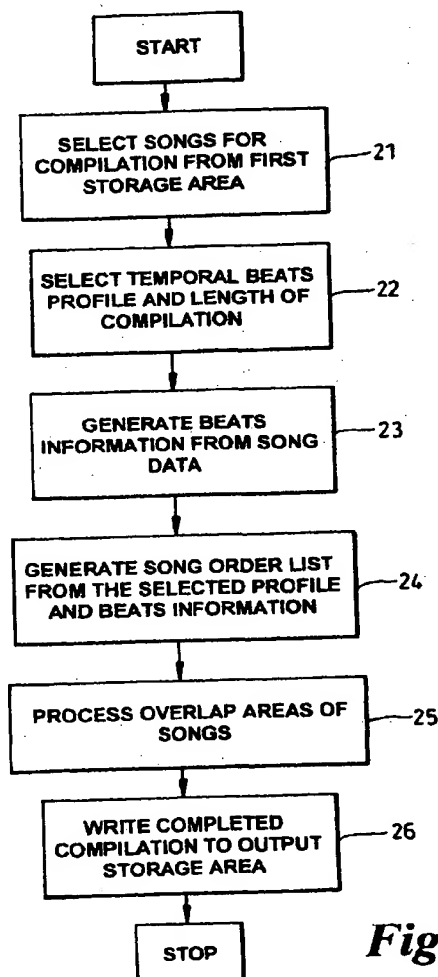 START
SELECT SONGS FOR
COMPILATION FROM FIRST
STORAGE AREA
21
SELECT TEMPORAL BEATS
PROFILE AND LENGTH OF
COMPILATION
22
GENERATE BEATS
INFORMATION FROM SONG
DATA
23
GENERATE SONG ORDER LIST
FROM THE SELECTED PROFILE
AND BEATS INFORMATION
24
PROCESS OVERLAP AREAS OF
SONGS
25
WRITE COMPLETED
COMPILATION TO OUTPUT
STORAGE AREA
26
STOP
Fig